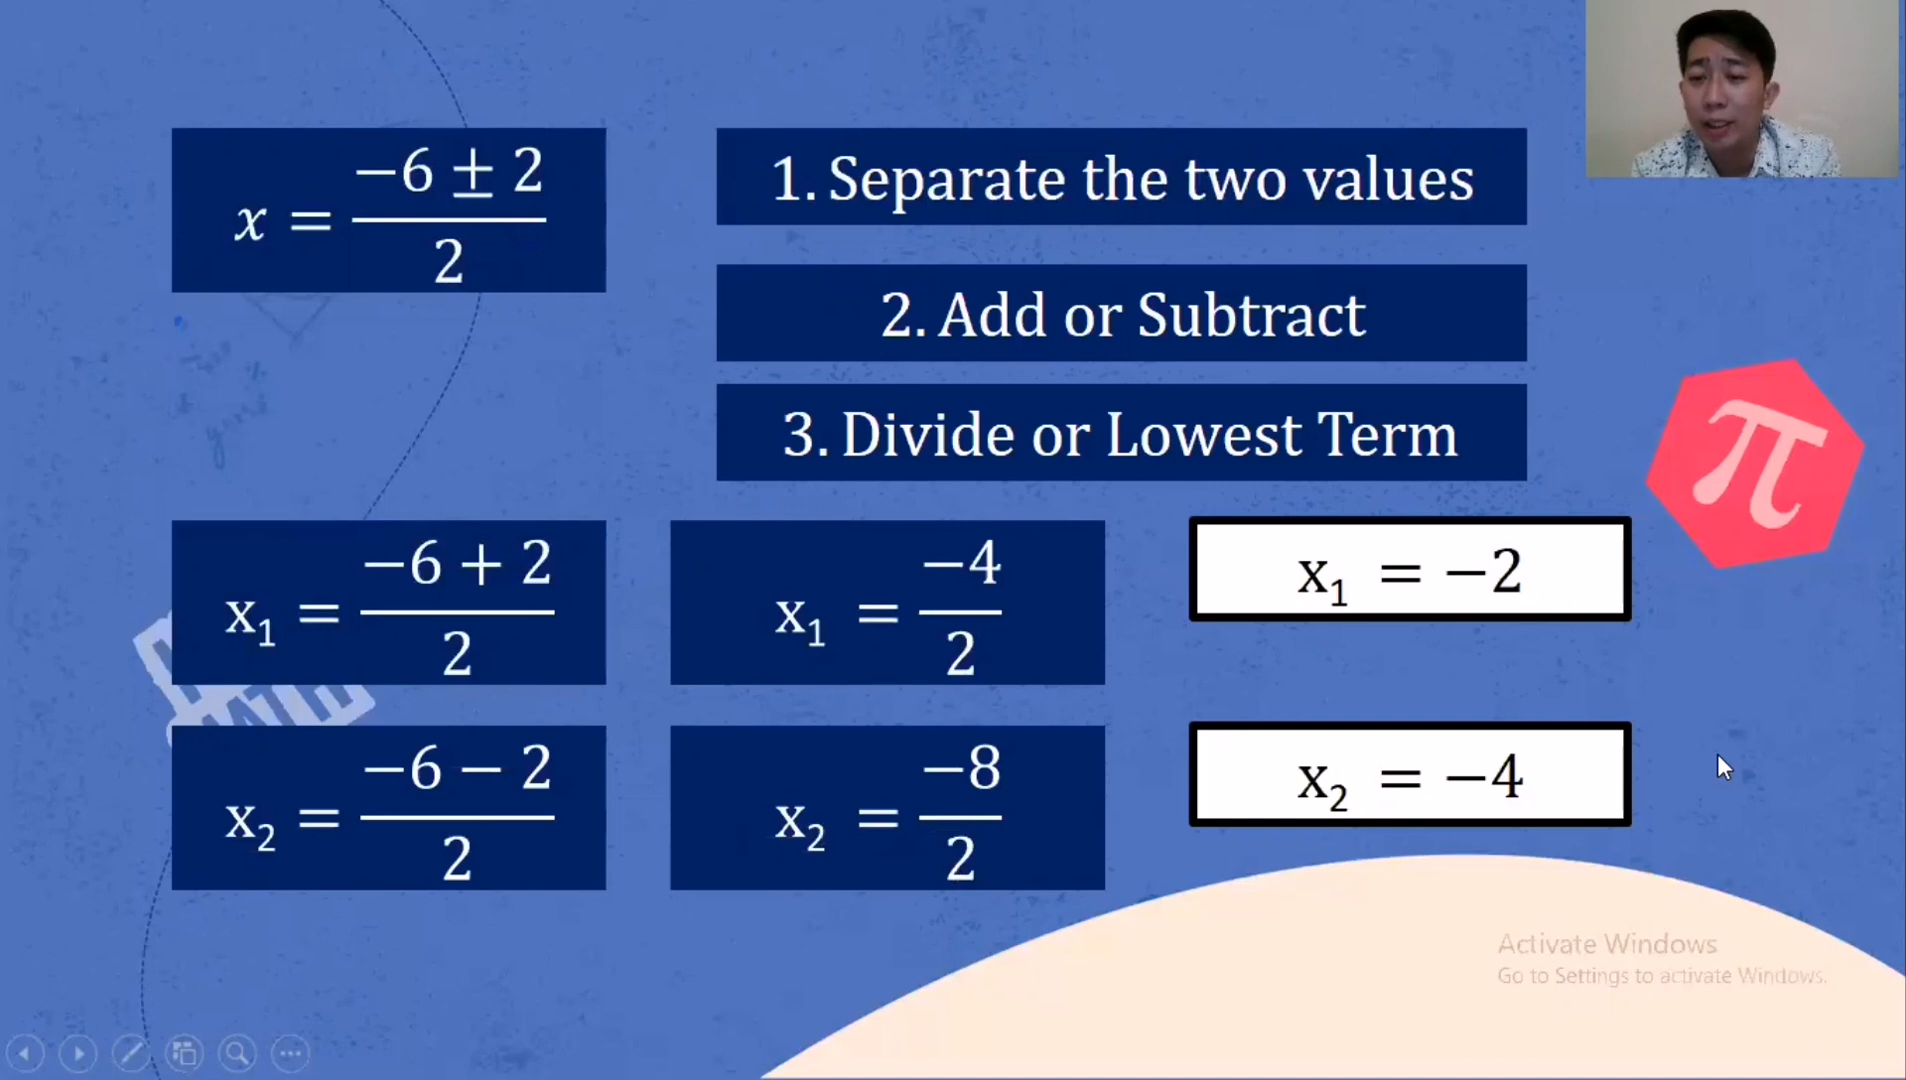 x = −6 ± 2 / 2
1. Separate the two values
2. Add or Subtract
3. Divide or Lowest Term
x₁ = −6 + 2 / 2
x₁ = −4 / 2
x₁ = −2
x₂ = −6 − 2 / 2
x₂ = −8 / 2
x₂ = −4
π
Activate Windows
Go to Settings to activate Windows.